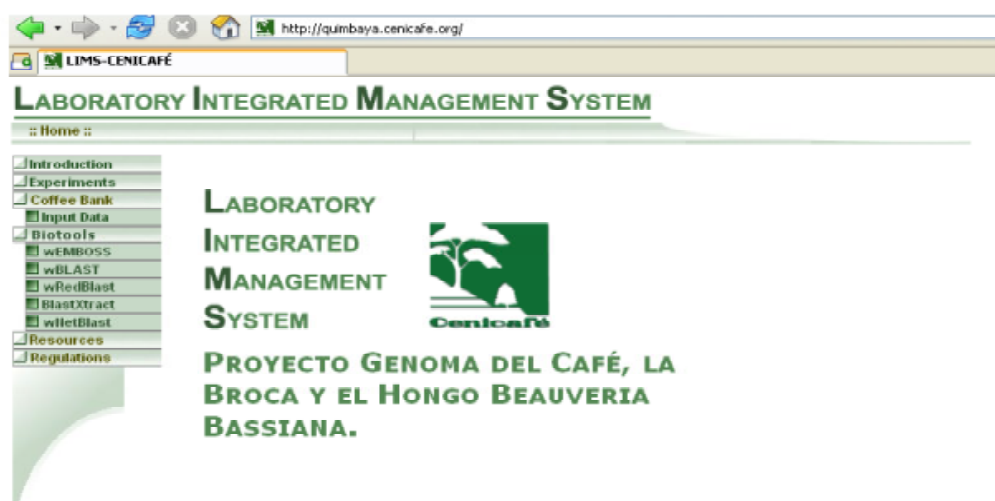 http://quimbaya.cenicafe.org/
LIMS-CENICAFÉ
LABORATORY INTEGRATED MANAGEMENT SYSTEM
:: Home ::
Introduction
Experiments
Coffee Bank
Input Data
Biotools
wEMBOSS
wBLAST
wRedBlast
BlastXtract
wNetBlast
Resources
Regulations
LABORATORY
INTEGRATED
MANAGEMENT
SYSTEM
Cenicafé
PROYECTO GENOMA DEL CAFÉ, LA
BROCA Y EL HONGO BEAUVERIA
BASSIANA.